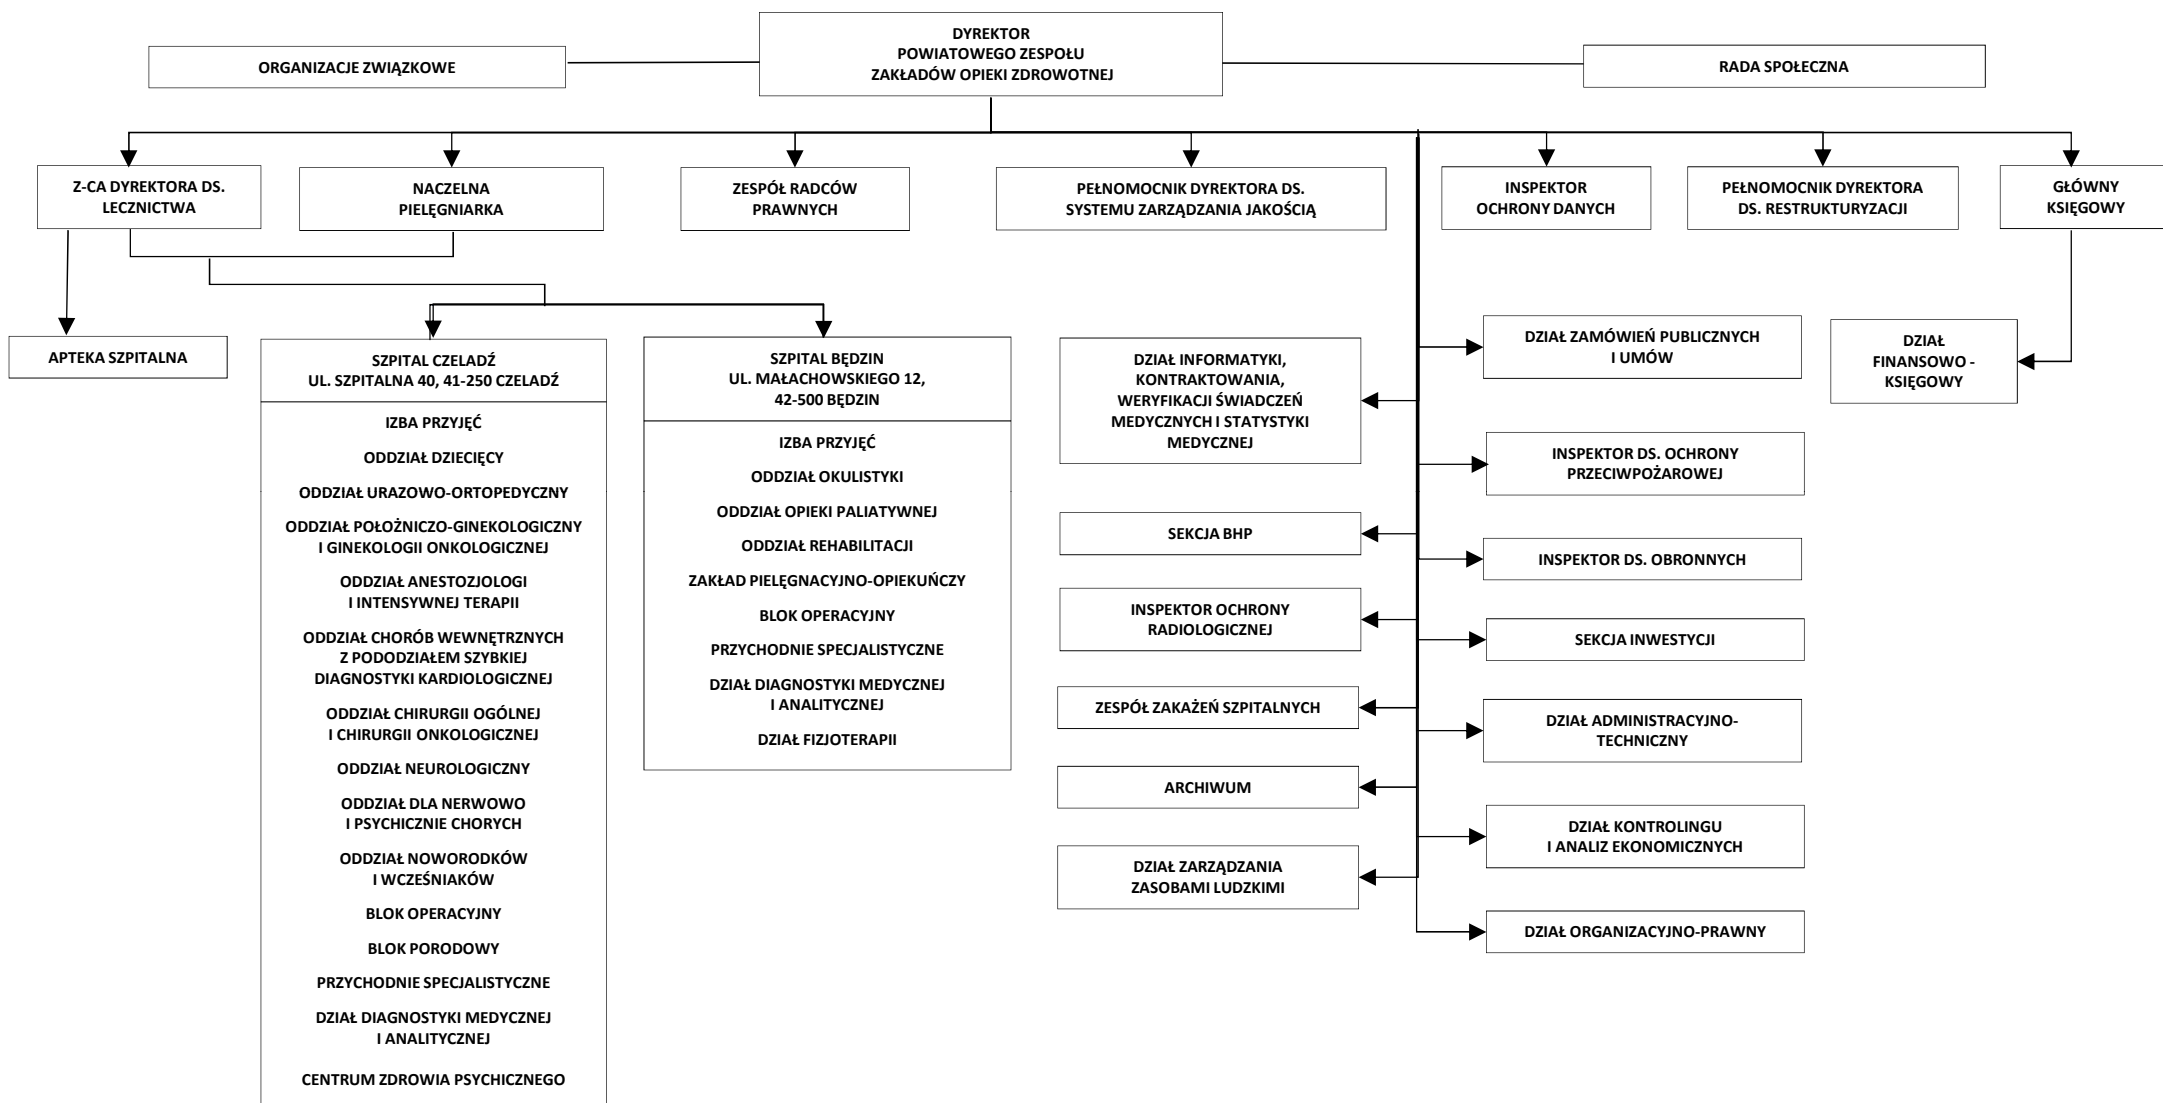 DYREKTOR
POWIATOWEGO ZESPOŁU
ZAKŁADÓW OPIEKI ZDROWOTNEJ
ORGANIZACJE ZWIĄZKOWE
RADA SPOŁECZNA
Z-CA DYREKTORA DS.
LECZNICTWA
NACZELNA
PIELĘGNIARKA
ZESPÓŁ RADCÓW
PRAWNYCH
PEŁNOMOCNIK DYREKTORA DS.
SYSTEMU ZARZĄDZANIA JAKOŚCIĄ
INSPEKTOR
OCHRONY DANYCH
PEŁNOMOCNIK DYREKTORA
DS. RESTRUKTURYZACJI
GŁÓWNY
KSIĘGOWY
APTEKA SZPITALNA
SZPITAL CZELADŹ
UL. SZPITALNA 40, 41-250 CZELADŹ
IZBA PRZYJĘĆ
ODDZIAŁ DZIECIĘCY
ODDZIAŁ URAZOWO-ORTOPEDYCZNY
ODDZIAŁ POŁOŻNICZO-GINEKOLOGICZNY
I GINEKOLOGII ONKOLOGICZNEJ
ODDZIAŁ ANESTOZJOLOGI
I INTENSYWNEJ TERAPII
ODDZIAŁ CHORÓB WEWNĘTRZNYCH
Z PODODZIAŁEM SZYBKIEJ
DIAGNOSTYKI KARDIOLOGICZNEJ
ODDZIAŁ CHIRURGII OGÓLNEJ
I CHIRURGII ONKOLOGICZNEJ
ODDZIAŁ NEUROLOGICZNY
ODDZIAŁ DLA NERWOWO
I PSYCHICZNIE CHORYCH
ODDZIAŁ NOWORODKÓW
I WCZEŚNIAKÓW
BLOK OPERACYJNY
BLOK PORODOWY
PRZYCHODNIE SPECJALISTYCZNE
DZIAŁ DIAGNOSTYKI MEDYCZNEJ
I ANALITYCZNEJ
CENTRUM ZDROWIA PSYCHICZNEGO
SZPITAL BĘDZIN
UL. MAŁACHOWSKIEGO 12,
42-500 BĘDZIN
IZBA PRZYJĘĆ
ODDZIAŁ OKULISTYKI
ODDZIAŁ OPIEKI PALIATYWNEJ
ODDZIAŁ REHABILITACJI
ZAKŁAD PIELĘGNACYJNO-OPIEKUŃCZY
BLOK OPERACYJNY
PRZYCHODNIE SPECJALISTYCZNE
DZIAŁ DIAGNOSTYKI MEDYCZNEJ
I ANALITYCZNEJ
DZIAŁ FIZJOTERAPII
DZIAŁ INFORMATYKI,
KONTRAKTOWANIA,
WERYFIKACJI ŚWIADCZEŃ
MEDYCZNYCH I STATYSTYKI
MEDYCZNEJ
SEKCJA BHP
INSPEKTOR OCHRONY
RADIOLOGICZNEJ
ZESPÓŁ ZAKAŻEŃ SZPITALNYCH
ARCHIWUM
DZIAŁ ZARZĄDZANIA
ZASOBAMI LUDZKIMI
DZIAŁ ZAMÓWIEŃ PUBLICZNYCH
I UMÓW
INSPEKTOR DS. OCHRONY
PRZECIWPOŻAROWEJ
INSPEKTOR DS. OBRONNYCH
SEKCJA INWESTYCJI
DZIAŁ ADMINISTRACYJNO-
TECHNICZNY
DZIAŁ KONTROLINGU
I ANALIZ EKONOMICZNYCH
DZIAŁ ORGANIZACYJNO-PRAWNY
DZIAŁ
FINANSOWO -
KSIĘGOWY